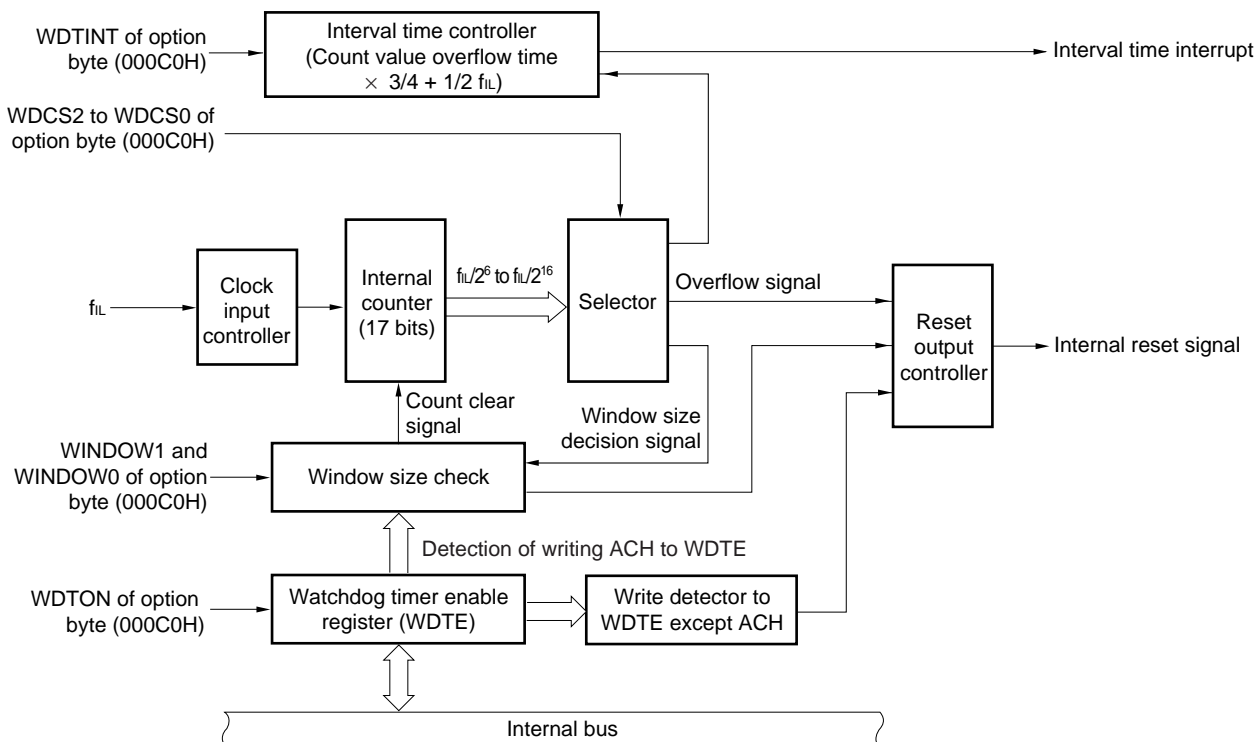 WDTINT of option
byte (000C0H)
Interval time controller
(Count value overflow time
× 3/4 + 1/2 fIL)
Interval time interrupt
WDCS2 to WDCS0 of
option byte (000C0H)
fIL
Clock
input
controller
Internal
counter
(17 bits)
fIL/2⁶ to fIL/2¹⁶
Selector
Overflow signal
Reset
output
controller
Internal reset signal
Count clear
signal
Window size
decision signal
WINDOW1 and
WINDOW0 of option
byte (000C0H)
Window size check
Detection of writing ACH to WDTE
WDTON of option
byte (000C0H)
Watchdog timer enable
register (WDTE)
Write detector to
WDTE except ACH
Internal bus